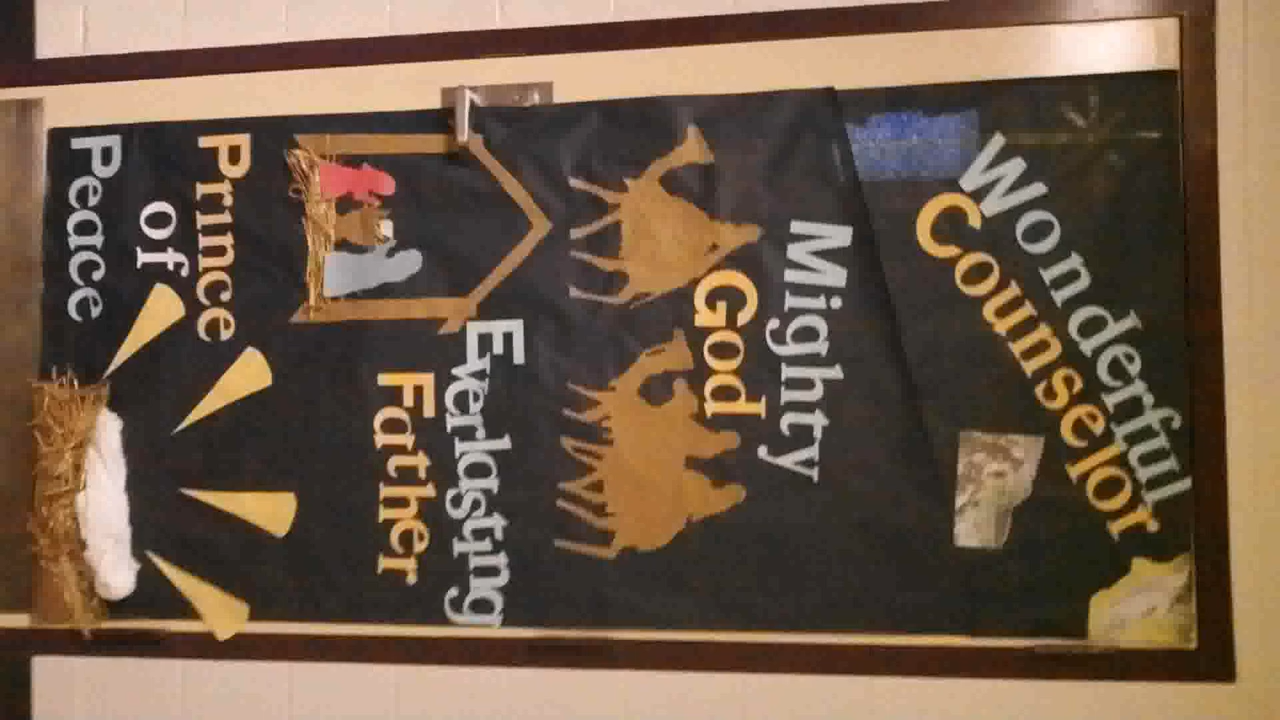 Wonderful
Counselor
Mighty
God
Everlasting
Father
Prince
of
Peace